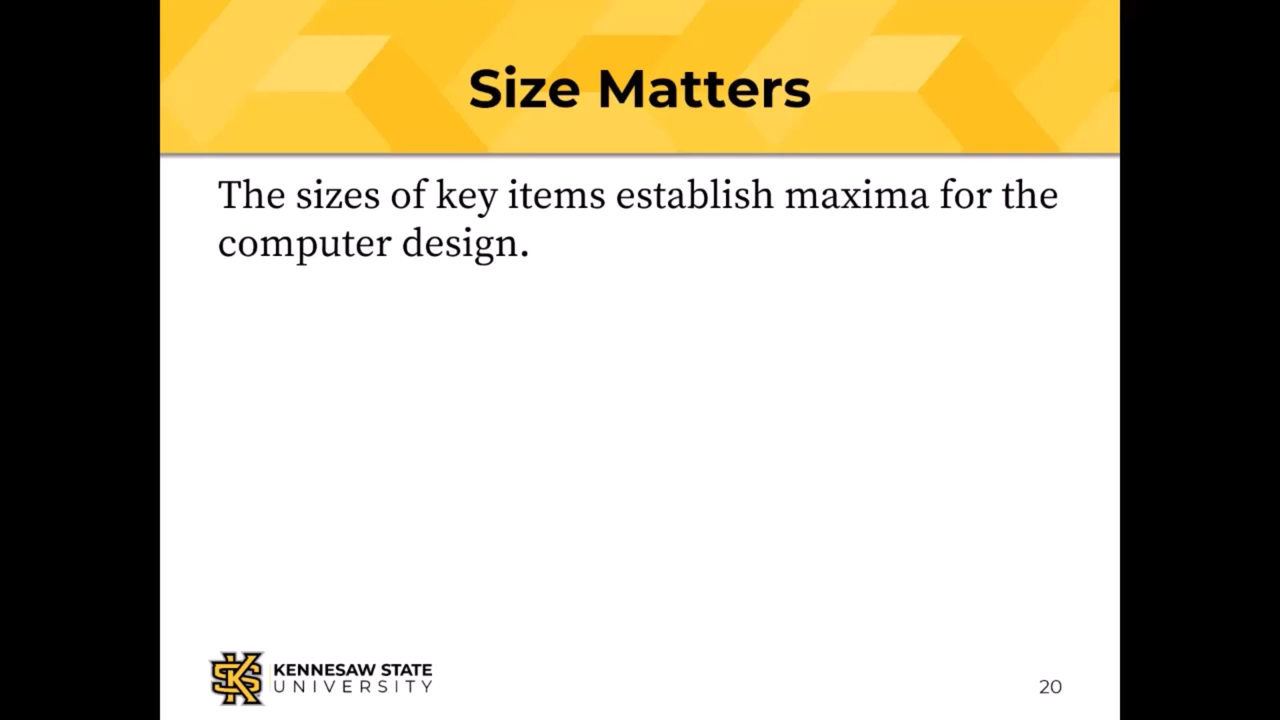 Size Matters
The sizes of key items establish maxima for the
computer design.
KENNESAW STATE
UNIVERSITY
20